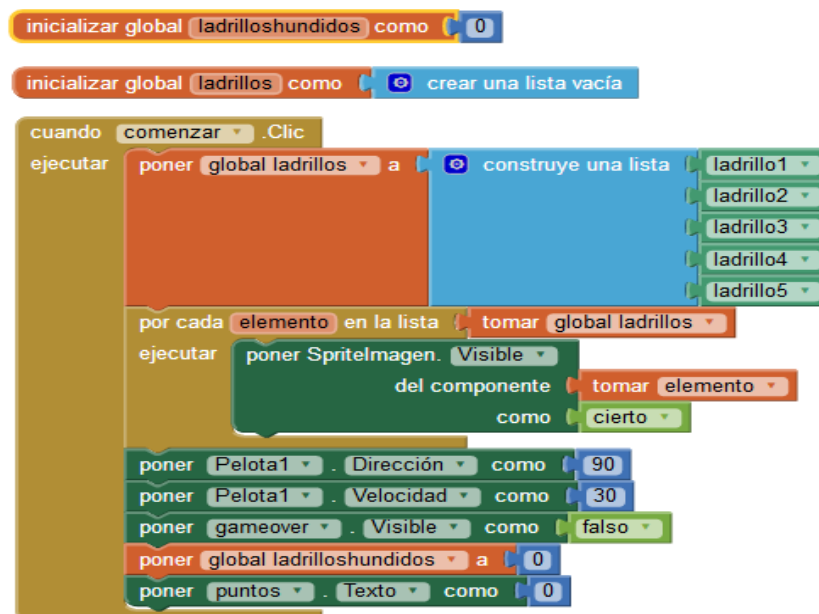 inicializar global ladrilloshundidos como 0
inicializar global ladrillos como crear una lista vacía
cuando comenzar .Clic
ejecutar poner global ladrillos a construye una lista ladrillo1
ladrillo2
ladrillo3
ladrillo4
ladrillo5
por cada elemento en la lista tomar global ladrillos
ejecutar poner SpriteImagen. Visible
del componente tomar elemento
como cierto
poner Pelota1 . Dirección como 90
poner Pelota1 . Velocidad como 30
poner gameover . Visible como falso
poner global ladrilloshundidos a 0
poner puntos . Texto como 0